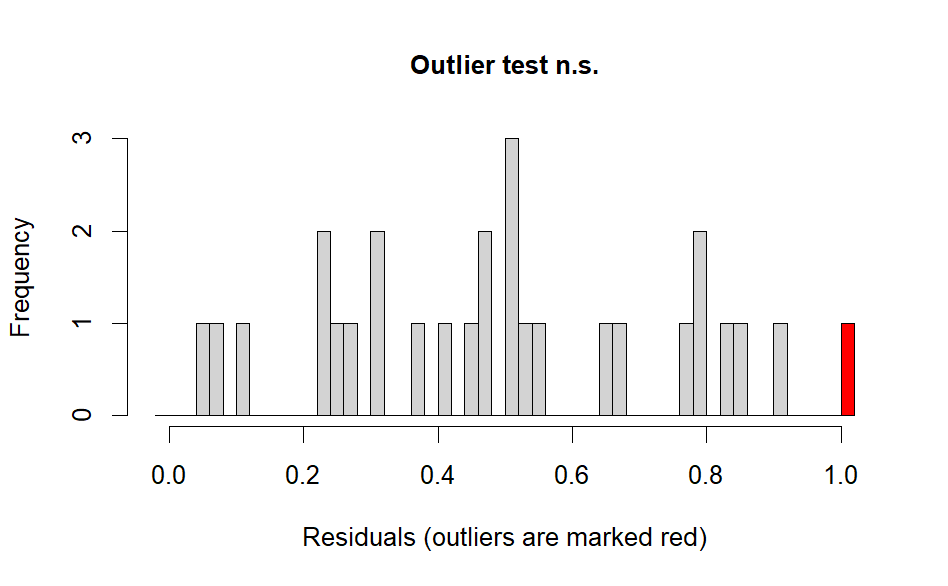 Outlier test n.s.
Frequency
3
2
1
0
0.0 0.2 0.4 0.6 0.8 1.0
Residuals (outliers are marked red)